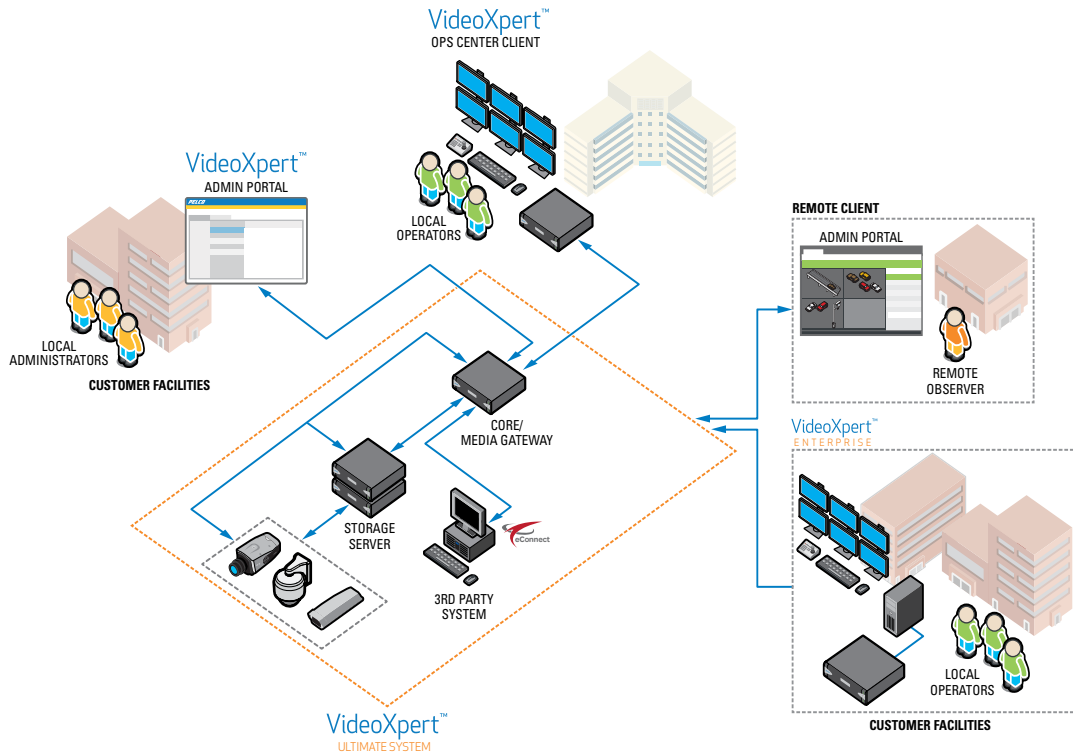 VideoXpert™
OPS CENTER CLIENT
VideoXpert™
ADMIN PORTAL
PELCO
LOCAL
OPERATORS
LOCAL
ADMINISTRATORS
CUSTOMER FACILITIES
REMOTE CLIENT
ADMIN PORTAL
REMOTE
OBSERVER
CORE/
MEDIA GATEWAY
STORAGE
SERVER
eConnect
3RD PARTY
SYSTEM
VideoXpert™
ENTERPRISE
LOCAL
OPERATORS
CUSTOMER FACILITIES
VideoXpert™
ULTIMATE SYSTEM